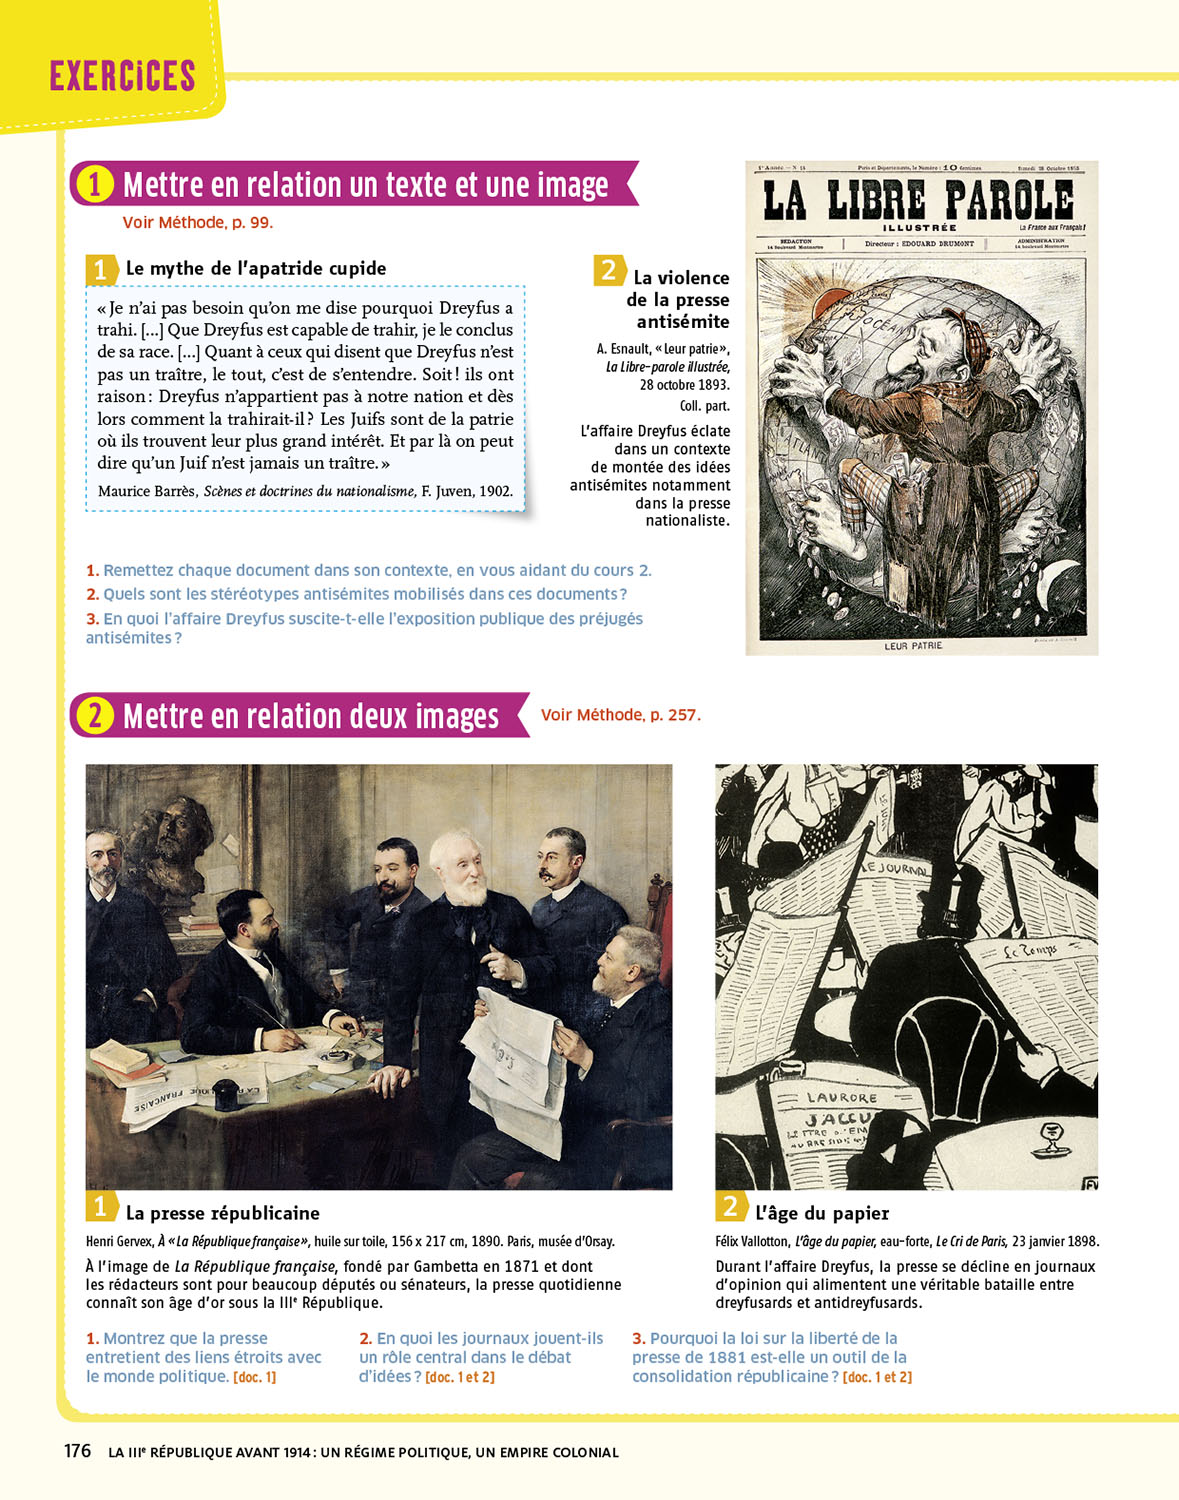 EXERCICES
1 Mettre en relation un texte et une image
Voir Méthode, p. 99.
1 Le mythe de l'apatride cupide
« Je n'ai pas besoin qu'on me dise pourquoi Dreyfus a
trahi. [...] Que Dreyfus est capable de trahir, je le conclus
de sa race. [...] Quant à ceux qui disent que Dreyfus n'est
pas un traître, le tout, c'est de s'entendre. Soit ! ils ont
raison : Dreyfus n'appartient pas à notre nation et dès
lors comment la trahirait-il ? Les Juifs sont de la patrie
où ils trouvent leur plus grand intérêt. Et par là on peut
dire qu'un Juif n'est jamais un traître. »
Maurice Barrès, Scènes et doctrines du nationalisme, F. Juven, 1902.
2 La violence
de la presse
antisémite
A. Esnault, « Leur patrie »,
La Libre-parole illustrée,
28 octobre 1893.
Coll. part.
L'affaire Dreyfus éclate
dans un contexte
de montée des idées
antisémites notamment
dans la presse
nationaliste.
Paris et Départements, le Numéro : 10 Centimes
Samedi 28 Octobre 1893
LA LIBRE PAROLE
ILLUSTRÉE
La France aux Français !
RÉDACTION
14 Boulevard Montmartre
Directeur : EDOUARD DRUMONT
ADMINISTRATION
14 Boulevard Montmartre
LEUR PATRIE
1. Remettez chaque document dans son contexte, en vous aidant du cours 2.
2. Quels sont les stéréotypes antisémites mobilisés dans ces documents ?
3. En quoi l'affaire Dreyfus suscite-t-elle l'exposition publique des préjugés
antisémites ?
2 Mettre en relation deux images
Voir Méthode, p. 257.
FRANÇAISE
LE JOURNAL
Le Temps
L'AURORE
J'ACCU
1 La presse républicaine
Henri Gervex, À « La République française », huile sur toile, 156 x 217 cm, 1890. Paris, musée d'Orsay.
À l'image de La République française, fondé par Gambetta en 1871 et dont
les rédacteurs sont pour beaucoup députés ou sénateurs, la presse quotidienne
connaît son âge d'or sous la IIIe République.
2 L'âge du papier
Félix Vallotton, L'âge du papier, eau-forte, Le Cri de Paris, 23 janvier 1898.
Durant l'affaire Dreyfus, la presse se décline en journaux
d'opinion qui alimentent une véritable bataille entre
dreyfusards et antidreyfusards.
1. Montrez que la presse
entretient des liens étroits avec
le monde politique. [doc. 1]
2. En quoi les journaux jouent-ils
un rôle central dans le débat
d'idées ? [doc. 1 et 2]
3. Pourquoi la loi sur la liberté de la
presse de 1881 est-elle un outil de la
consolidation républicaine ? [doc. 1 et 2]
176 LA IIIe RÉPUBLIQUE AVANT 1914 : UN RÉGIME POLITIQUE, UN EMPIRE COLONIAL